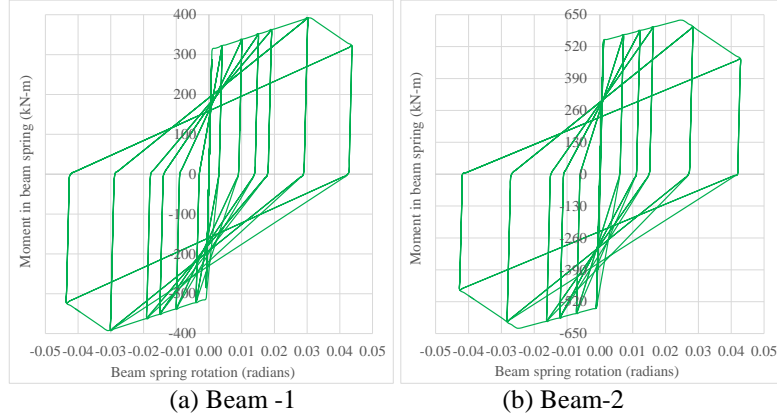 Moment in beam spring (kN-m)
400
300
200
100
0
-100
-200
-300
-400
-0.05 -0.04 -0.03 -0.02 -0.01 0.00 0.01 0.02 0.03 0.04 0.05
Beam spring rotation (radians)
(a) Beam -1
Moment in beam spring (kN-m)
650
520
390
260
130
0
-130
-260
-390
-520
-650
-0.05 -0.04 -0.03 -0.02 -0.01 0.00 0.01 0.02 0.03 0.04 0.05
Beam spring rotation (radians)
(b) Beam-2